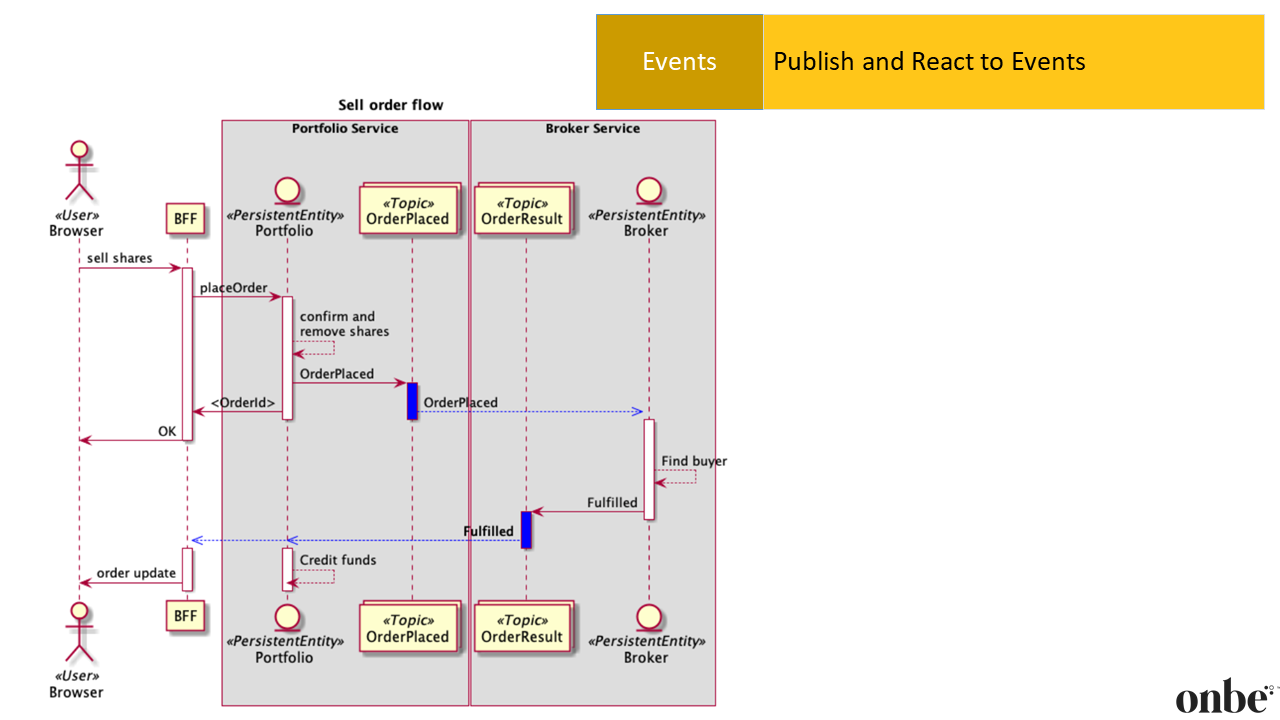 Events
Publish and React to Events
Sell order flow
Portfolio Service
Broker Service
«User»
Browser
BFF
«PersistentEntity»
Portfolio
«Topic»
OrderPlaced
«Topic»
OrderResult
«PersistentEntity»
Broker
sell shares
placeOrder
confirm and
remove shares
OrderPlaced
<OrderId>
OrderPlaced
OK
Find buyer
Fulfilled
Fulfilled
Credit funds
order update
«User»
Browser
BFF
«PersistentEntity»
Portfolio
«Topic»
OrderPlaced
«Topic»
OrderResult
«PersistentEntity»
Broker
onbe